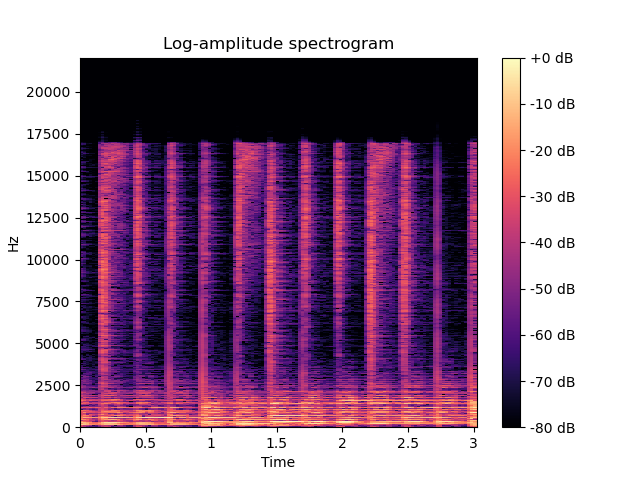 Log-amplitude spectrogram
Hz
20000
17500
15000
12500
10000
7500
5000
2500
0
0 0.5 1 1.5 2 2.5 3
Time
+0 dB
-10 dB
-20 dB
-30 dB
-40 dB
-50 dB
-60 dB
-70 dB
-80 dB